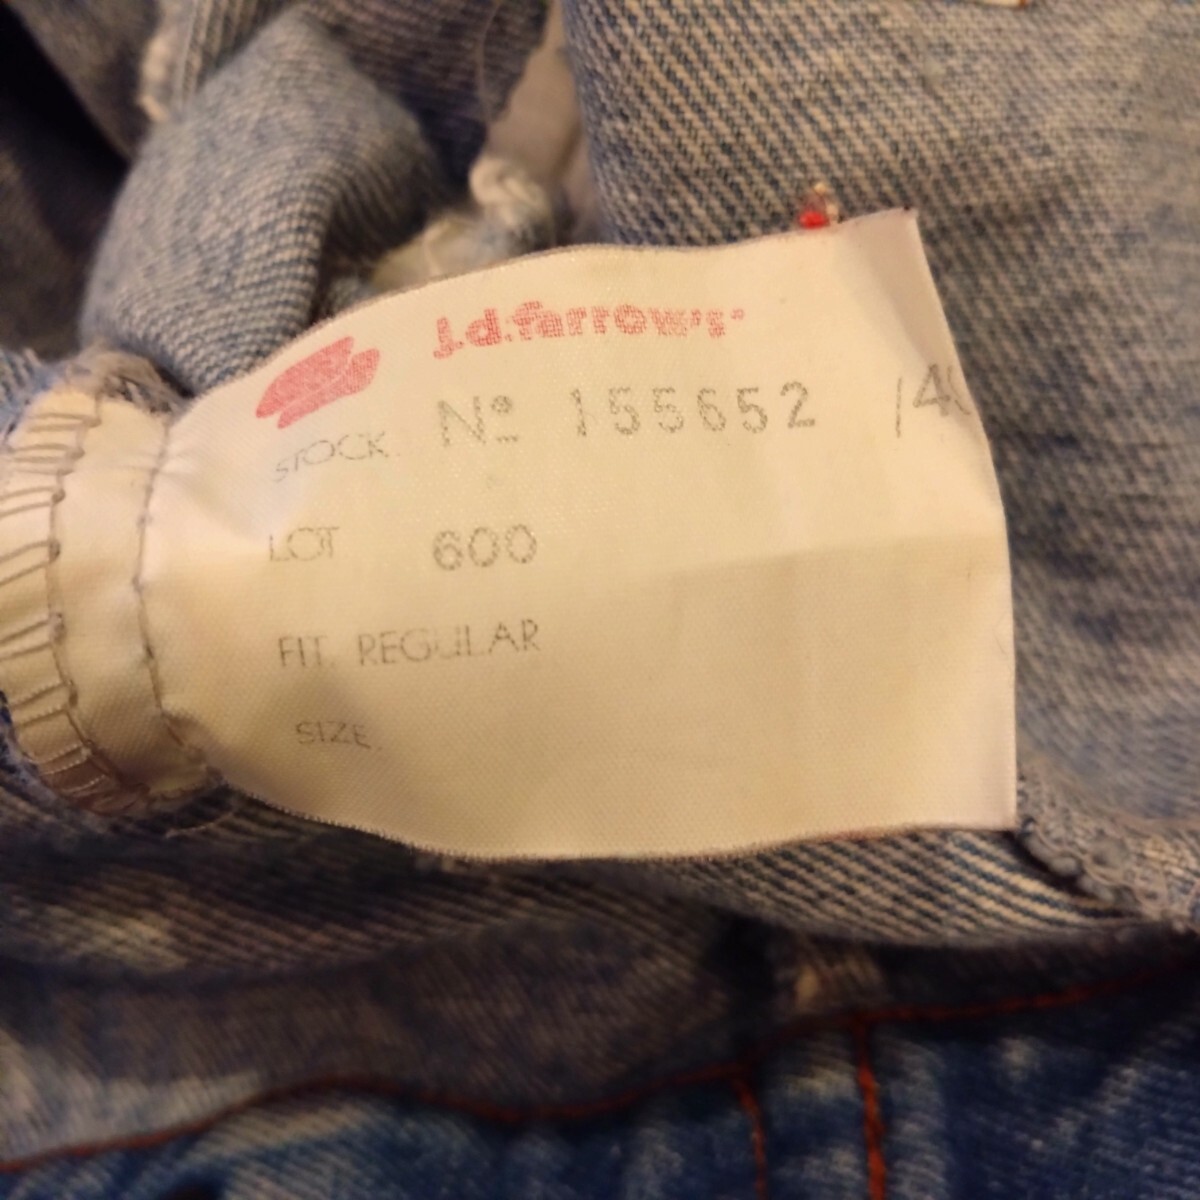 j.d.farrow's
STOCK Nº 155652
LOT 600
FIT. REGULAR
SIZE.